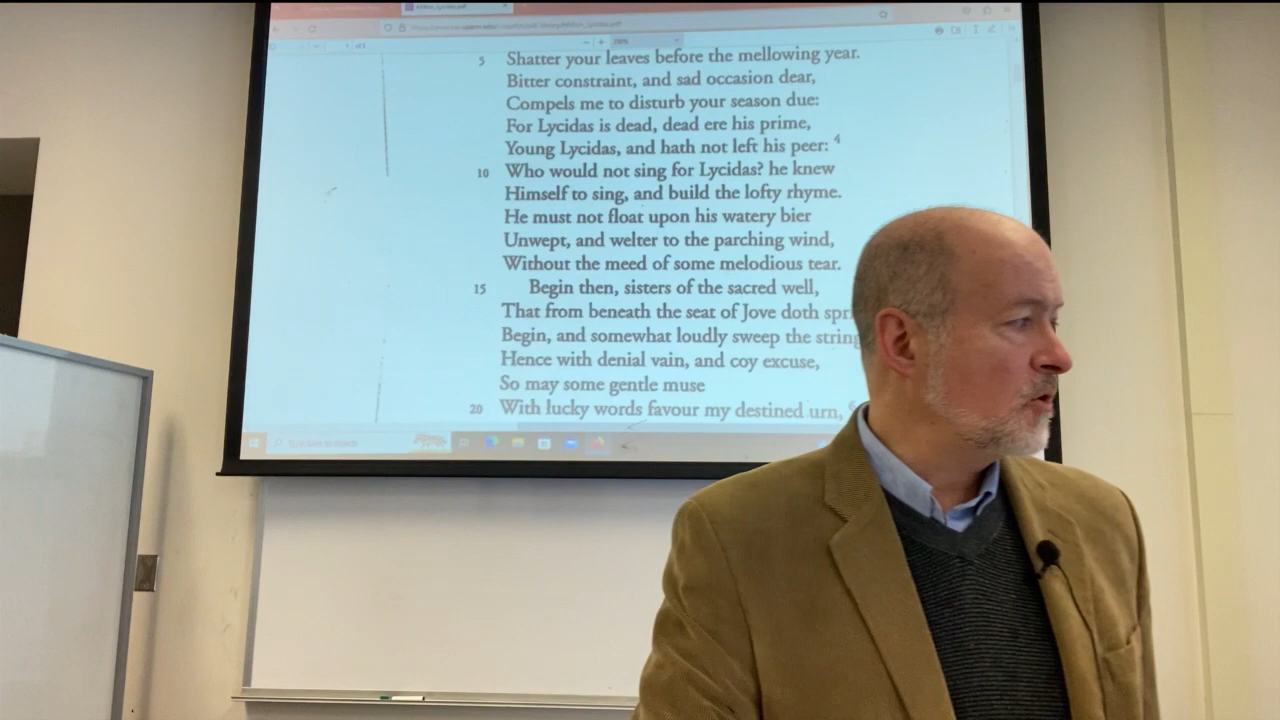 5 Shatter your leaves before the mellowing year.
Bitter constraint, and sad occasion dear,
Compels me to disturb your season due:
For Lycidas is dead, dead ere his prime,
Young Lycidas, and hath not left his peer: 4
10 Who would not sing for Lycidas? he knew
Himself to sing, and build the lofty rhyme.
He must not float upon his watery bier
Unwept, and welter to the parching wind,
Without the meed of some melodious tear.
15 Begin then, sisters of the sacred well,
That from beneath the seat of Jove doth spri
Begin, and somewhat loudly sweep the string
Hence with denial vain, and coy excuse,
So may some gentle muse
20 With lucky words favour my destined urn,
Type here to search